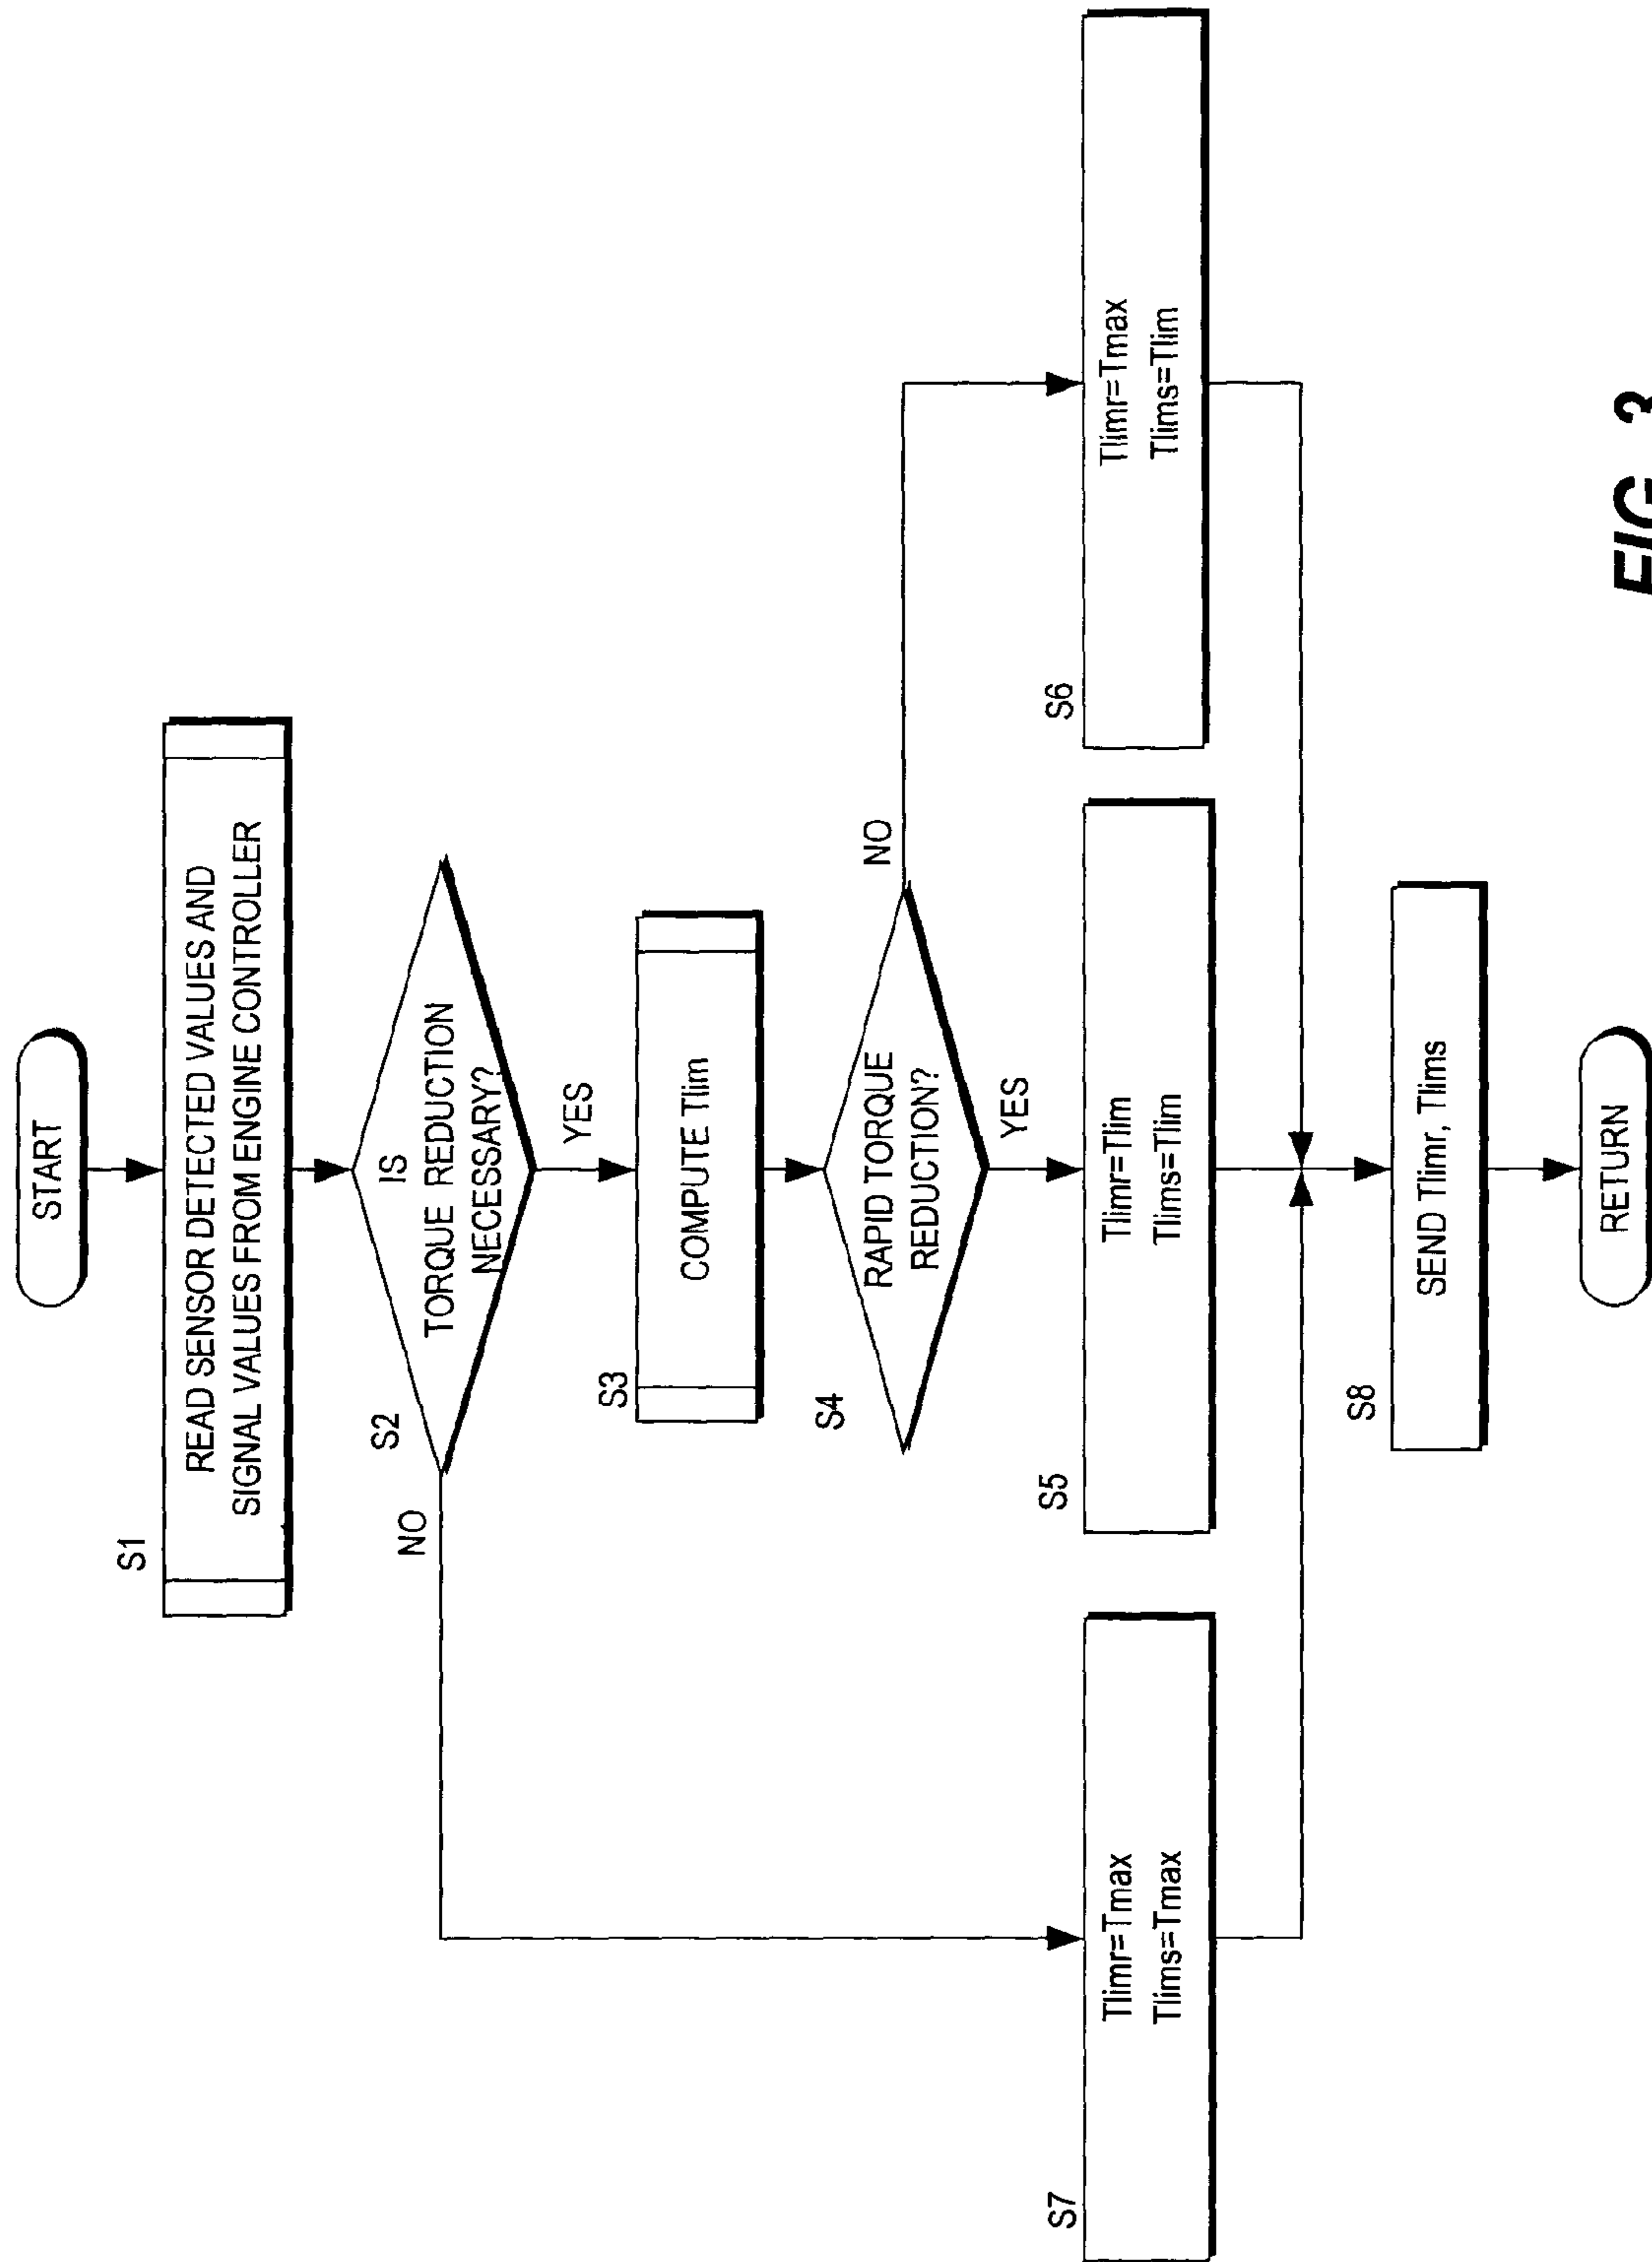 START
S1
READ SENSOR DETECTED VALUES AND
SIGNAL VALUES FROM ENGINE CONTROLLER
S2
IS
TORQUE REDUCTION
NECESSARY?
NO
YES
S3
COMPUTE Tlim
S4
RAPID TORQUE
REDUCTION?
NO
YES
S7
Tlimr=Tmax
Tlims=Tmax
S5
Tlimr=Tlim
Tlims=Tlim
S6
Tlimr=Tmax
Tlims=Tlim
S8
SEND Tlimr, Tlims
RETURN
FIG_3